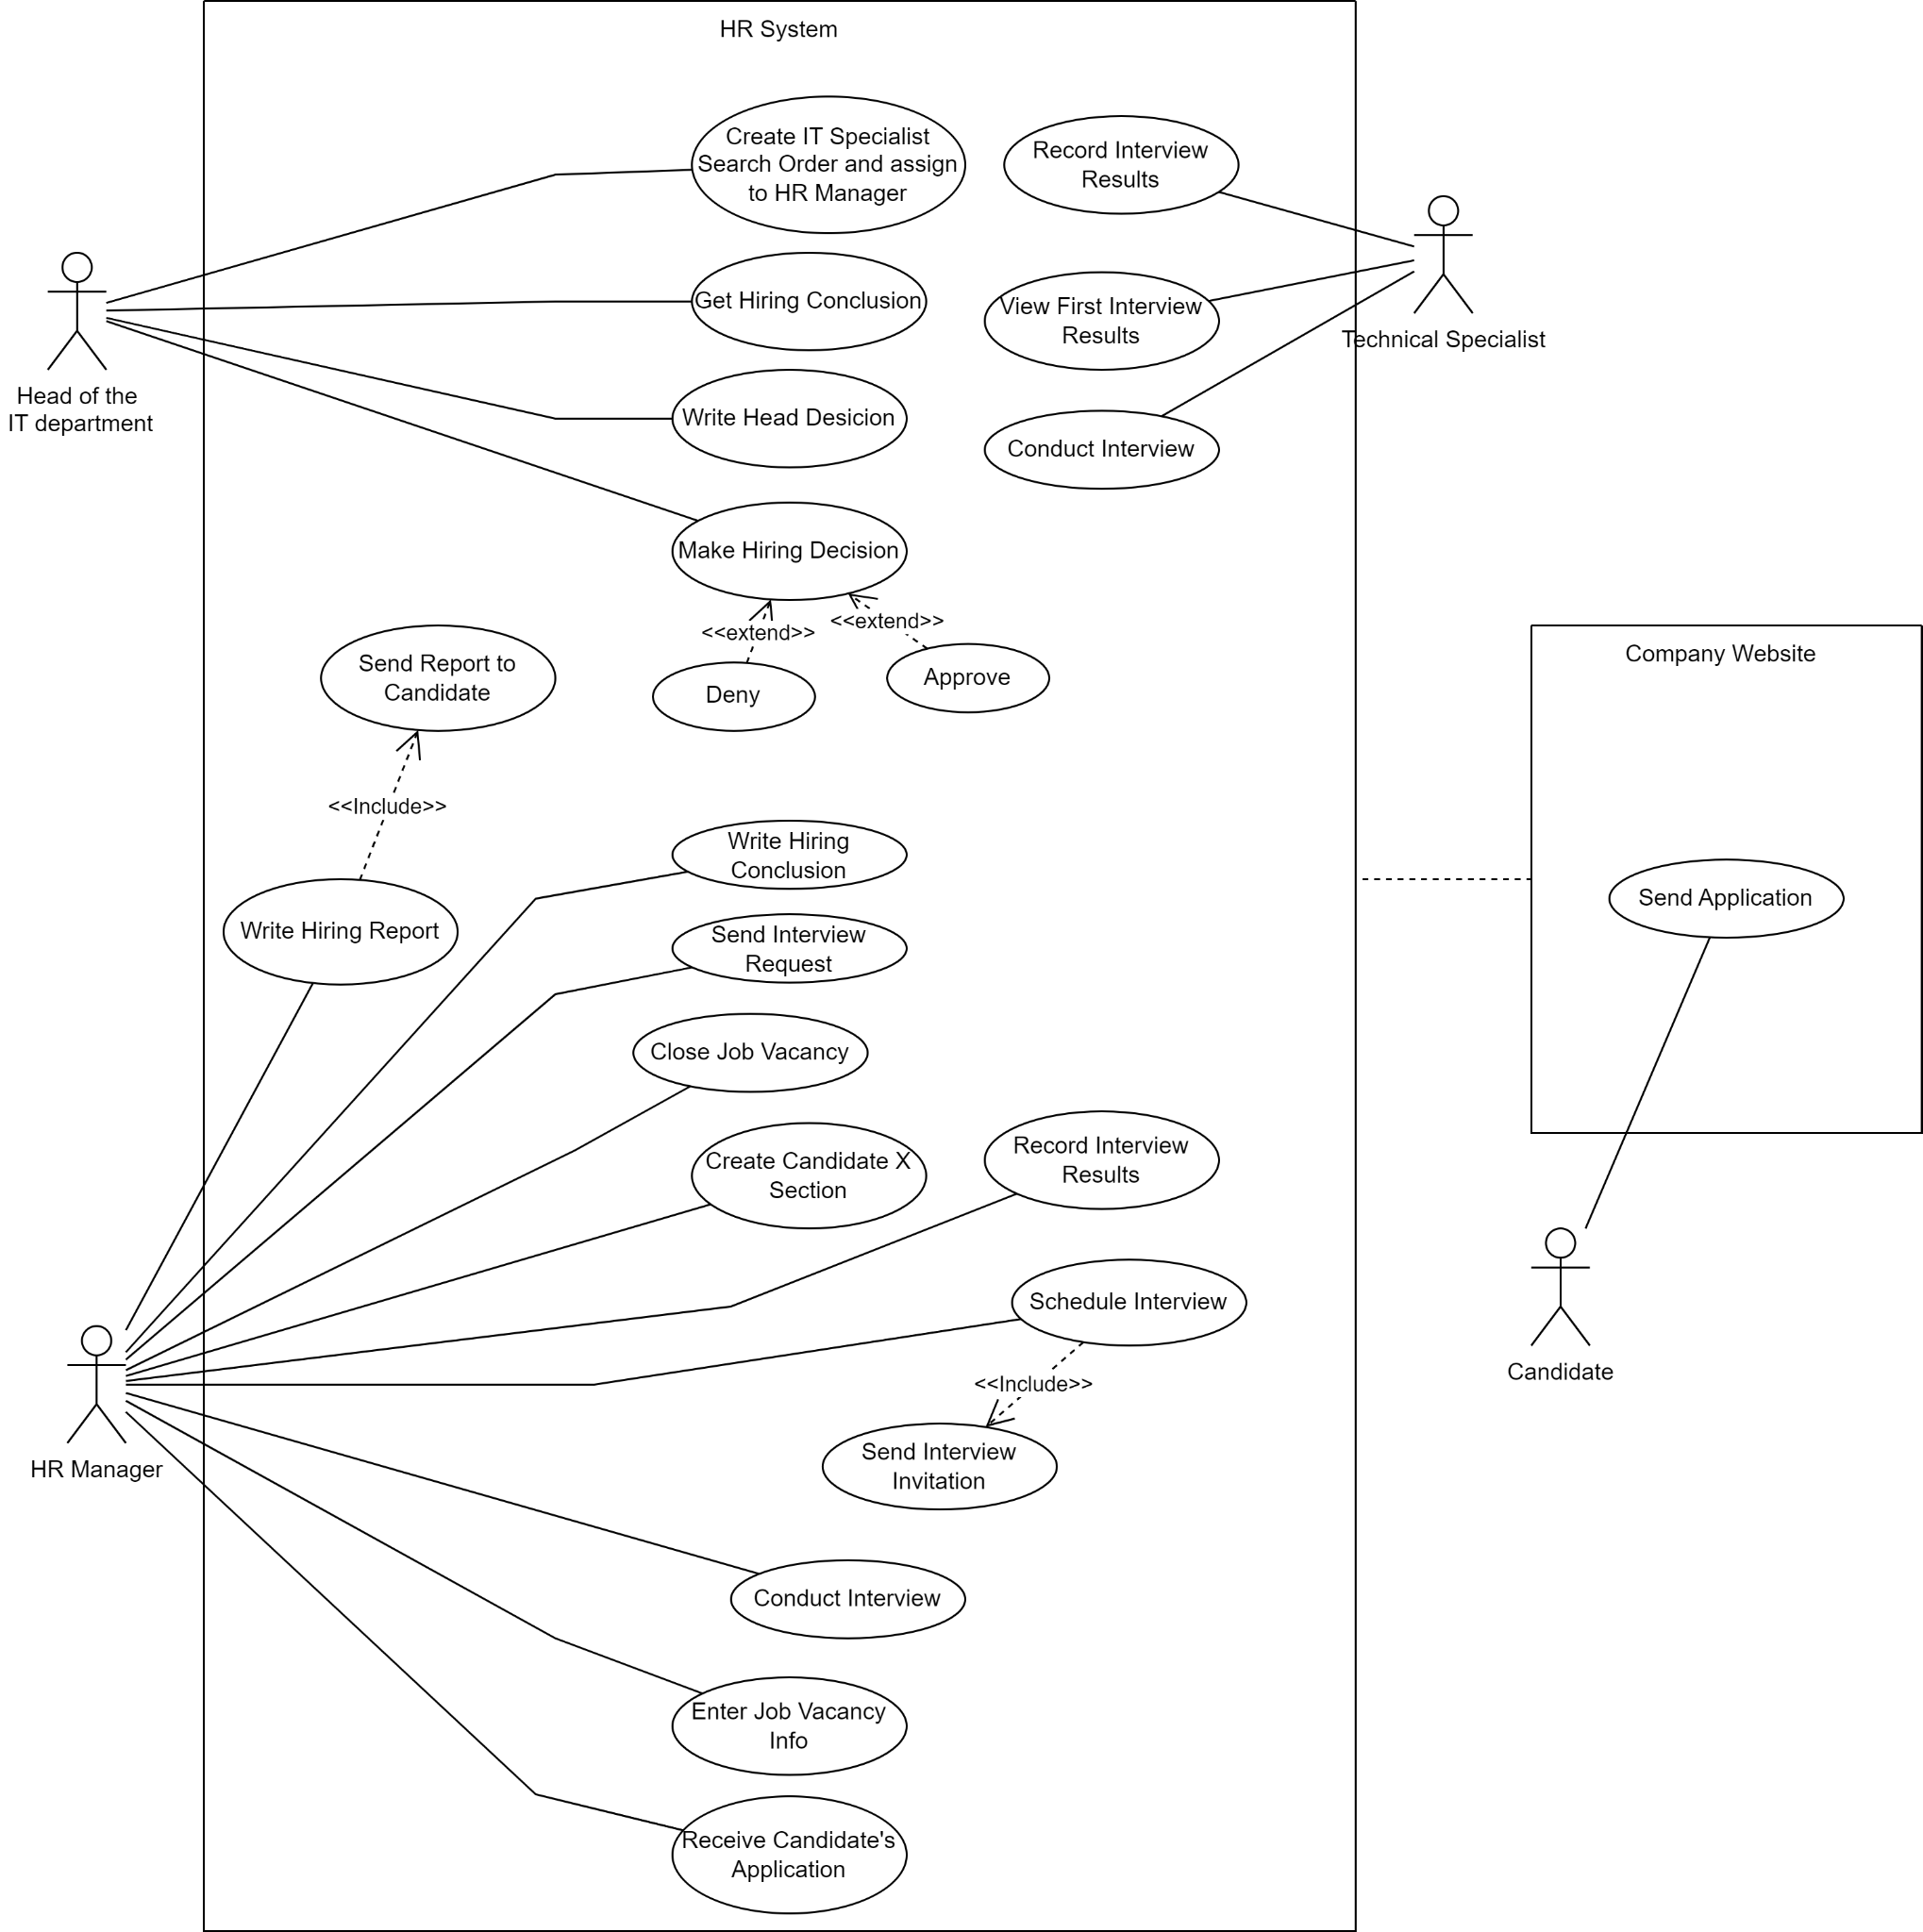 HR System
Create IT Specialist
Search Order and assign
to HR Manager
Record Interview
Results
Get Hiring Conclusion
View First Interview
Results
Technical Specialist
Head of the
IT department
Write Head Desicion
Conduct Interview
Make Hiring Decision
<<extend>>
<<extend>>
Deny
Approve
Send Report to
Candidate
Company Website
<<Include>>
Write Hiring
Conclusion
Write Hiring Report
Send Interview
Request
Send Application
Close Job Vacancy
Create Candidate X
Section
Record Interview
Results
Schedule Interview
<<Include>>
Candidate
HR Manager
Send Interview
Invitation
Conduct Interview
Enter Job Vacancy
Info
Receive Candidate's
Application